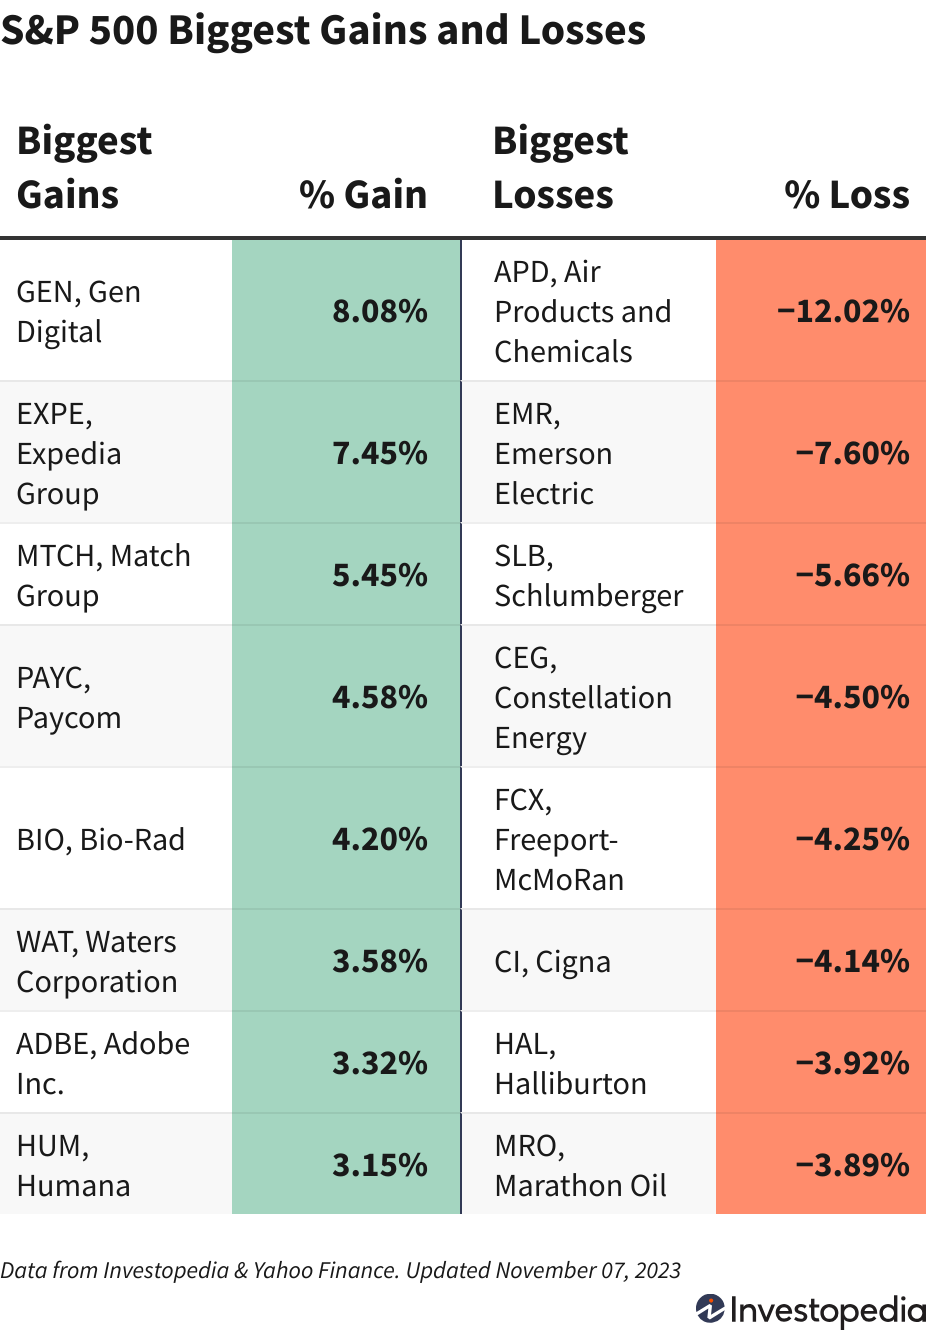 S&P 500 Biggest Gains and Losses
Biggest
Gains
% Gain
Biggest
Losses
% Loss
GEN, Gen
Digital
8.08%
APD, Air
Products and
Chemicals
−12.02%
EXPE,
Expedia
Group
7.45%
EMR,
Emerson
Electric
−7.60%
MTCH, Match
Group
5.45%
SLB,
Schlumberger
−5.66%
PAYC,
Paycom
4.58%
CEG,
Constellation
Energy
−4.50%
BIO, Bio-Rad
4.20%
FCX,
Freeport-
McMoRan
−4.25%
WAT, Waters
Corporation
3.58%
CI, Cigna
−4.14%
ADBE, Adobe
Inc.
3.32%
HAL,
Halliburton
−3.92%
HUM,
Humana
3.15%
MRO,
Marathon Oil
−3.89%
Data from Investopedia & Yahoo Finance. Updated November 07, 2023
Investopedia